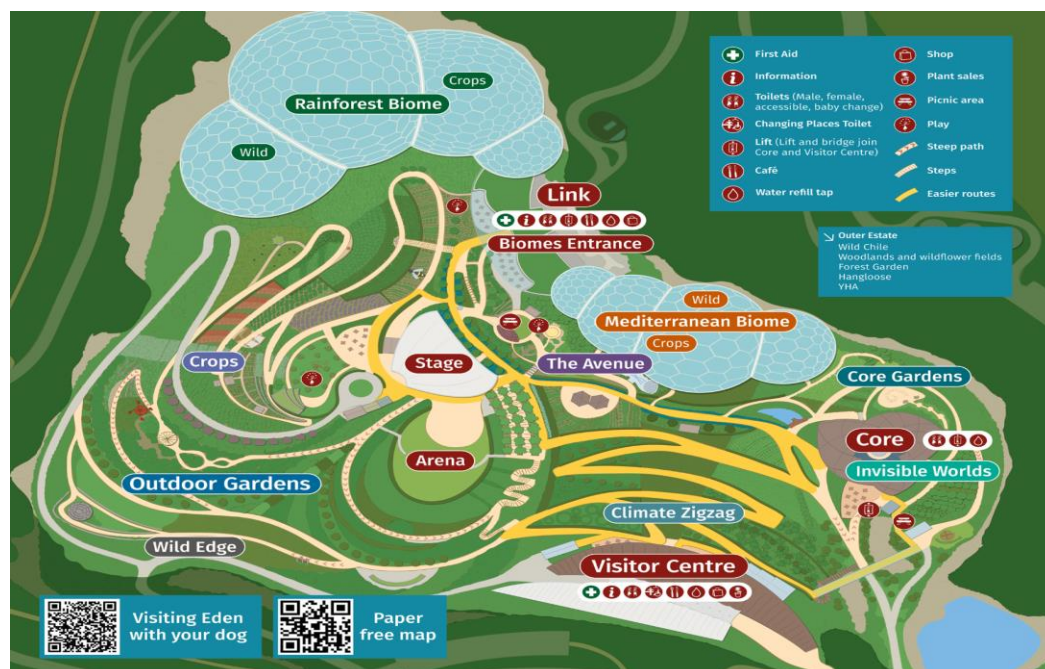 Rainforest Biome
Crops
Wild
Link
Biomes Entrance
Wild
Mediterranean Biome
Crops
The Avenue
Stage
Crops
Arena
Core Gardens
Core
Invisible Worlds
Outdoor Gardens
Climate Zigzag
Wild Edge
Visitor Centre
First Aid
Information
Toilets (Male, female,
accessible, baby change)
Changing Places Toilet
Lift (Lift and bridge join
Core and Visitor Centre)
Café
Water refill tap
Shop
Plant sales
Picnic area
Play
Steep path
Steps
Easier routes
Outer Estate
Wild Chile
Woodlands and wildflower fields
Forest Garden
Hangloose
YHA
Visiting Eden
with your dog
Paper
free map